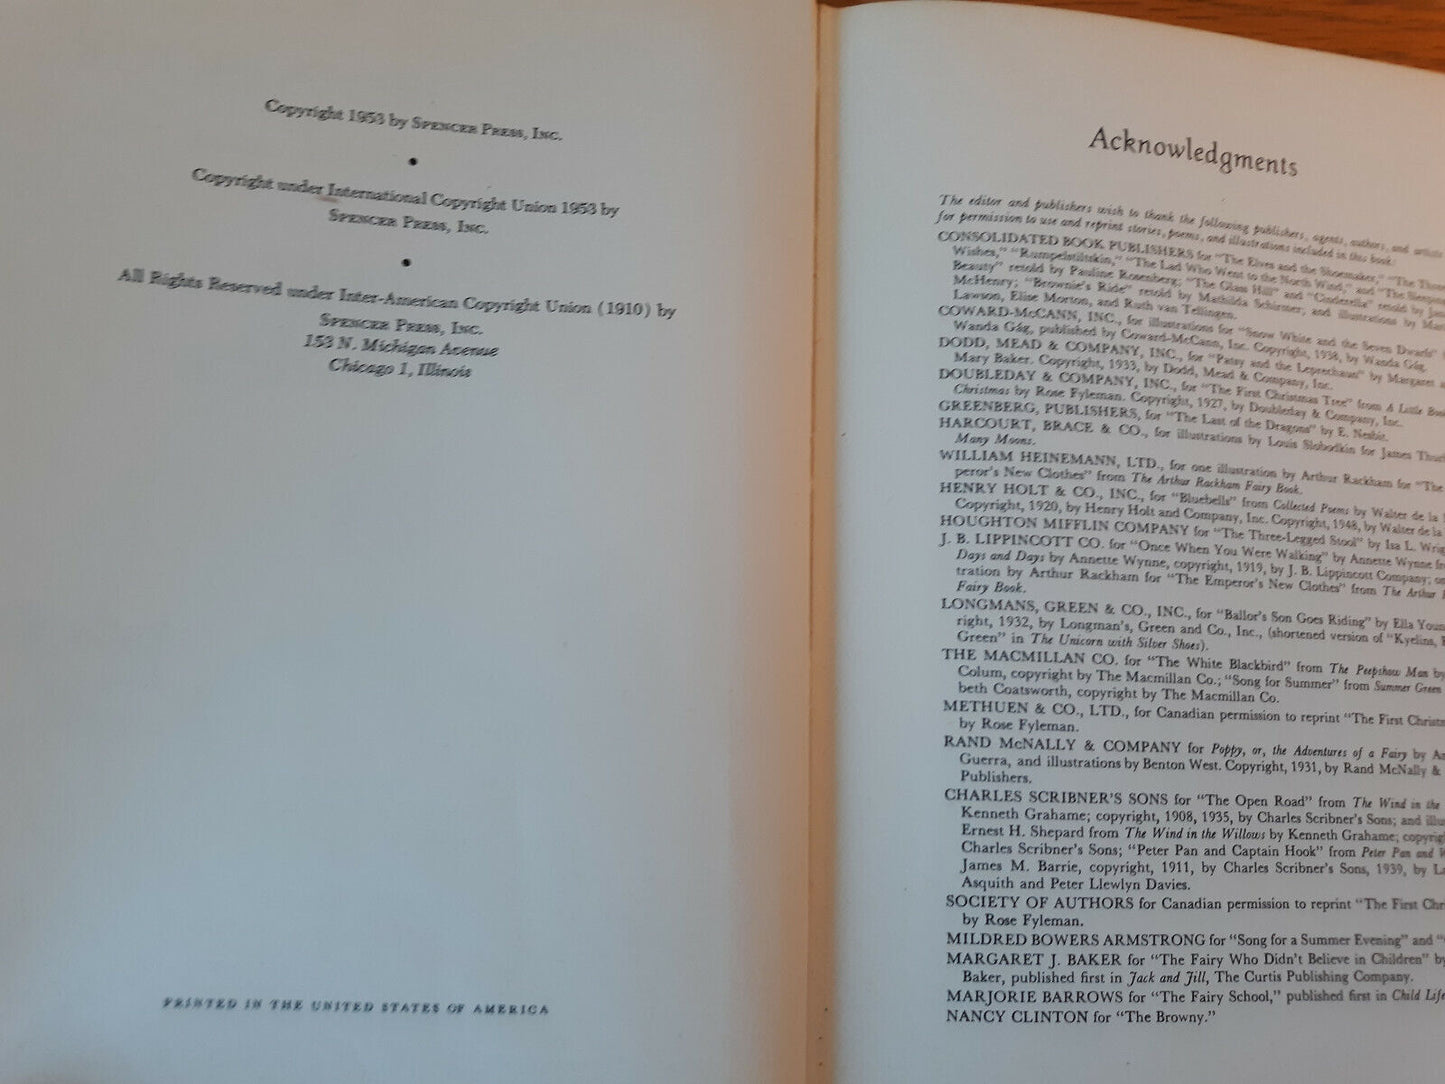 Copyright 1953 by SPENCER PRESS, INC.
•
Copyright under International Copyright Union 1953 by
SPENCER PRESS, INC.
•
All Rights Reserved under Inter-American Copyright Union (1910) by
SPENCER PRESS, INC.
153 N. Michigan Avenue
Chicago 1, Illinois
PRINTED IN THE UNITED STATES OF AMERICA
Acknowledgments
The editor and publishers wish to thank the following publishers, agents, authors, and artists
for permission to use and reprint stories, poems, and illustrations included in this book:
CONSOLIDATED BOOK PUBLISHERS for "The Elves and the Shoemaker," "The Three
Wishes," "Rumpelstiltskin," "The Lad Who Went to the North Wind," and "The Sleeping
Beauty" retold by Pauline Rosenberg; "The Glass Hill" and "Cinderella" retold by
McHenry; "Brownie's Ride" retold by Mathilda Schirmer; and illustrations by
Lawson, Elise Morton, and Ruth van Tellingen.
COWARD-McCANN, INC., for illustrations for "Snow White and the Seven Dwarfs"
Wanda Gág, published by Coward-McCann, Inc. Copyright, 1938, by Wanda Gág.
DODD, MEAD & COMPANY, INC., for "Patsy and the Leprechaun" by Margaret
Mary Baker. Copyright, 1933, by Dodd, Mead & Company, Inc.
DOUBLEDAY & COMPANY, INC., for "The First Christmas Tree" from A Little
Christmas by Rose Fyleman. Copyright, 1927, by Doubleday & Company, Inc.
GREENBERG, PUBLISHERS, for "The Last of the Dragons" by E. Nesbit.
HARCOURT, BRACE & CO., for illustrations by Louis Slobodkin for James
Many Moons.
WILLIAM HEINEMANN, LTD., for one illustration by Arthur Rackham for "The
peror's New Clothes" from The Arthur Rackham Fairy Book.
HENRY HOLT & CO., INC., for "Bluebells" from Collected Poems by Walter de la
Copyright, 1920, by Henry Holt and Company, Inc. Copyright, 1948, by Walter de la
HOUGHTON MIFFLIN COMPANY for "The Three-Legged Stool" by Isa L.
J. B. LIPPINCOTT CO. for "Once When You Were Walking" by Annette Wynne
Days and Days by Annette Wynne, copyright, 1919, by J. B. Lippincott Company;
tration by Arthur Rackham for "The Emperor's New Clothes" from The Arthur
Fairy Book.
LONGMANS, GREEN & CO., INC., for "Ballor's Son Goes Riding" by Ella
right, 1932, by Longman's, Green and Co., Inc., (shortened version of "Kyelins,
Green" in The Unicorn with Silver Shoes).
THE MACMILLAN CO. for "The White Blackbird" from The Peepshow Man by
Colum, copyright by The Macmillan Co.; "Song for Summer" from Summer Green
beth Coatsworth, copyright by The Macmillan Co.
METHUEN & CO., LTD., for Canadian permission to reprint "The First
by Rose Fyleman.
RAND McNALLY & COMPANY for Poppy, or, the Adventures of a Fairy by
Guerra, and illustrations by Benton West. Copyright, 1931, by Rand McNally &
Publishers.
CHARLES SCRIBNER'S SONS for "The Open Road" from The Wind in the
Kenneth Grahame; copyright, 1908, 1935, by Charles Scribner's Sons; and
Ernest H. Shepard from The Wind in the Willows by Kenneth Grahame;
Charles Scribner's Sons; "Peter Pan and Captain Hook" from Peter Pan and
James M. Barrie, copyright, 1911, by Charles Scribner's Sons, 1939, by
Asquith and Peter Llewlyn Davies.
SOCIETY OF AUTHORS for Canadian permission to reprint "The First
by Rose Fyleman.
MILDRED BOWERS ARMSTRONG for "Song for a Summer Evening" and
MARGARET J. BAKER for "The Fairy Who Didn't Believe in Children" by
Baker, published first in Jack and Jill, The Curtis Publishing Company.
MARJORIE BARROWS for "The Fairy School," published first in Child
NANCY CLINTON for "The Browny."